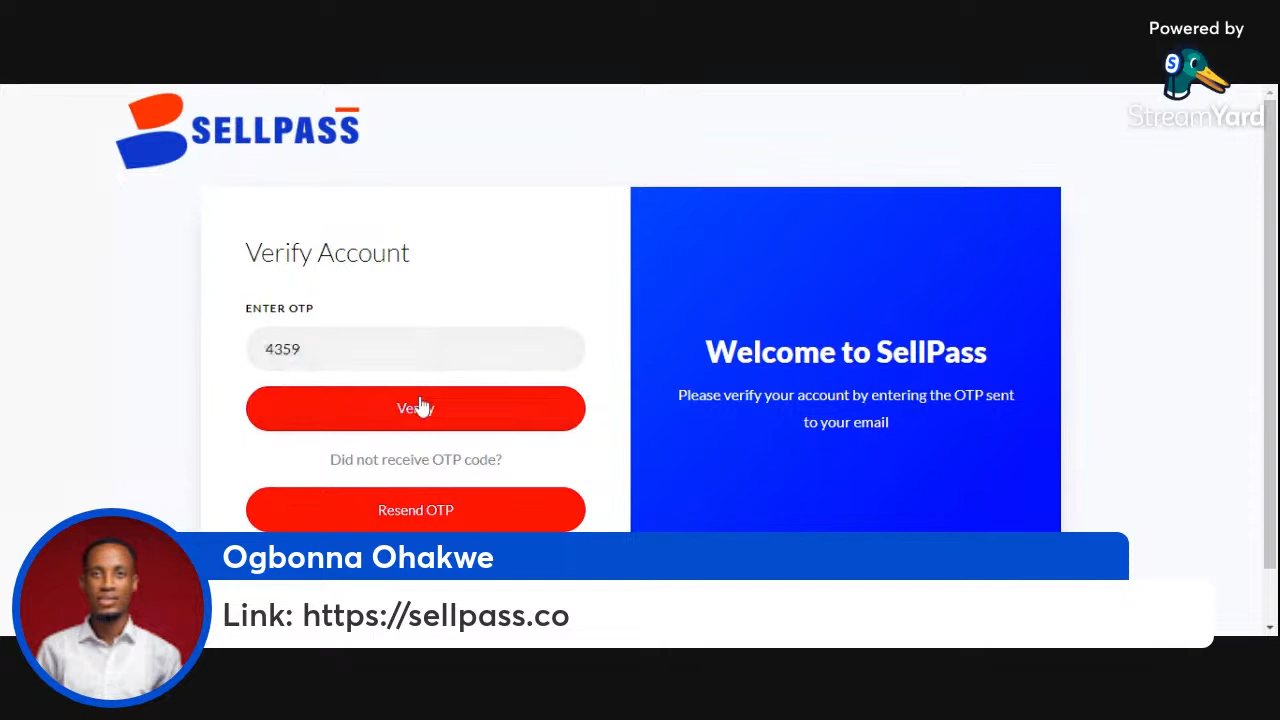 Powered by
StreamYard
SELLPASS
Verify Account
ENTER OTP
4359
Verify
Did not receive OTP code?
Resend OTP
Welcome to SellPass
Please verify your account by entering the OTP sent
to your email
Ogbonna Ohakwe
Link: https://sellpass.co